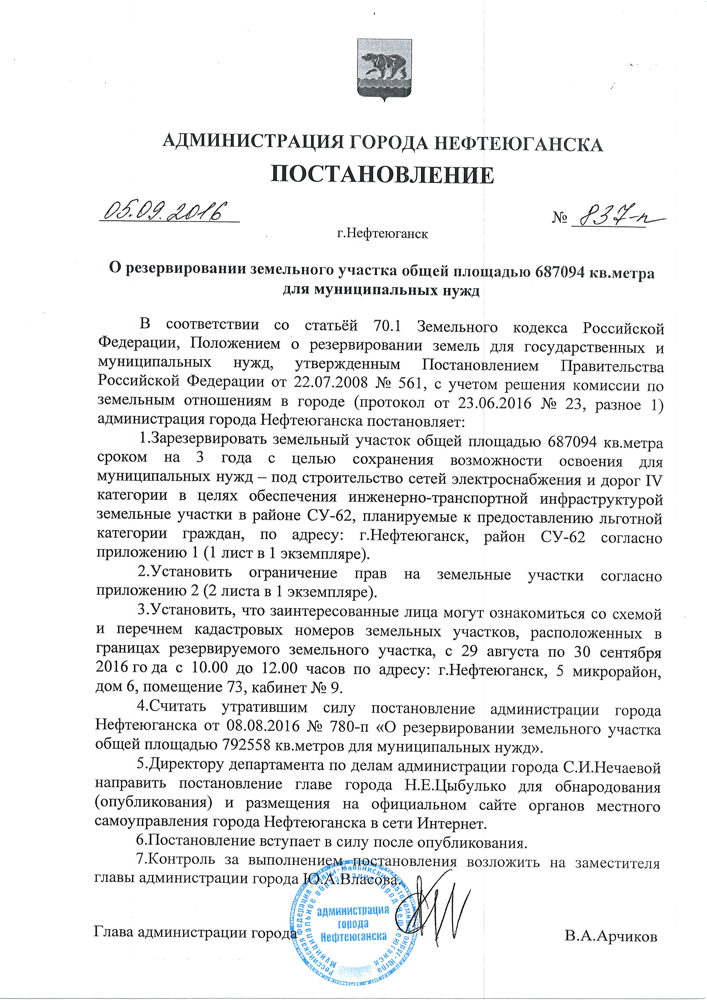 АДМИНИСТРАЦИЯ ГОРОДА НЕФТЕЮГАНСКА
ПОСТАНОВЛЕНИЕ
05.09.2016 № 837-п
г.Нефтеюганск
О резервировании земельного участка общей площадью 687094 кв.метра
для муниципальных нужд
В соответствии со статьёй 70.1 Земельного кодекса Российской
Федерации, Положением о резервировании земель для государственных и
муниципальных нужд, утвержденным Постановлением Правительства
Российской Федерации от 22.07.2008 № 561, с учетом решения комиссии по
земельным отношениям в городе (протокол от 23.06.2016 № 23, разное 1)
администрация города Нефтеюганска постановляет:
1.Зарезервировать земельный участок общей площадью 687094 кв.метра
сроком на 3 года с целью сохранения возможности освоения для
муниципальных нужд – под строительство сетей электроснабжения и дорог IV
категории в целях обеспечения инженерно-транспортной инфраструктурой
земельные участки в районе СУ-62, планируемые к предоставлению льготной
категории граждан, по адресу: г.Нефтеюганск, район СУ-62 согласно
приложению 1 (1 лист в 1 экземпляре).
2.Установить ограничение прав на земельные участки согласно
приложению 2 (2 листа в 1 экземпляре).
3.Установить, что заинтересованные лица могут ознакомиться со схемой
и перечнем кадастровых номеров земельных участков, расположенных в
границах резервируемого земельного участка, с 29 августа по 30 сентября
2016 го да с 10.00 до 12.00 часов по адресу: г.Нефтеюганск, 5 микрорайон,
дом 6, помещение 73, кабинет № 9.
4.Считать утратившим силу постановление администрации города
Нефтеюганска от 08.08.2016 № 780-п «О резервировании земельного участка
общей площадью 792558 кв.метров для муниципальных нужд».
5.Директору департамента по делам администрации города С.И.Нечаевой
направить постановление главе города Н.Е.Цыбулько для обнародования
(опубликования) и размещения на официальном сайте органов местного
самоуправления города Нефтеюганска в сети Интернет.
6.Постановление вступает в силу после опубликования.
7.Контроль за выполнением постановления возложить на заместителя
главы администрации города Ю.А.Власова.
Глава администрации города В.А.Арчиков
Российская Федерация Ханты-Мансийский автономный округ-Югра
Муниципальное образование город Нефтеюганск
администрация
города
Нефтеюганска